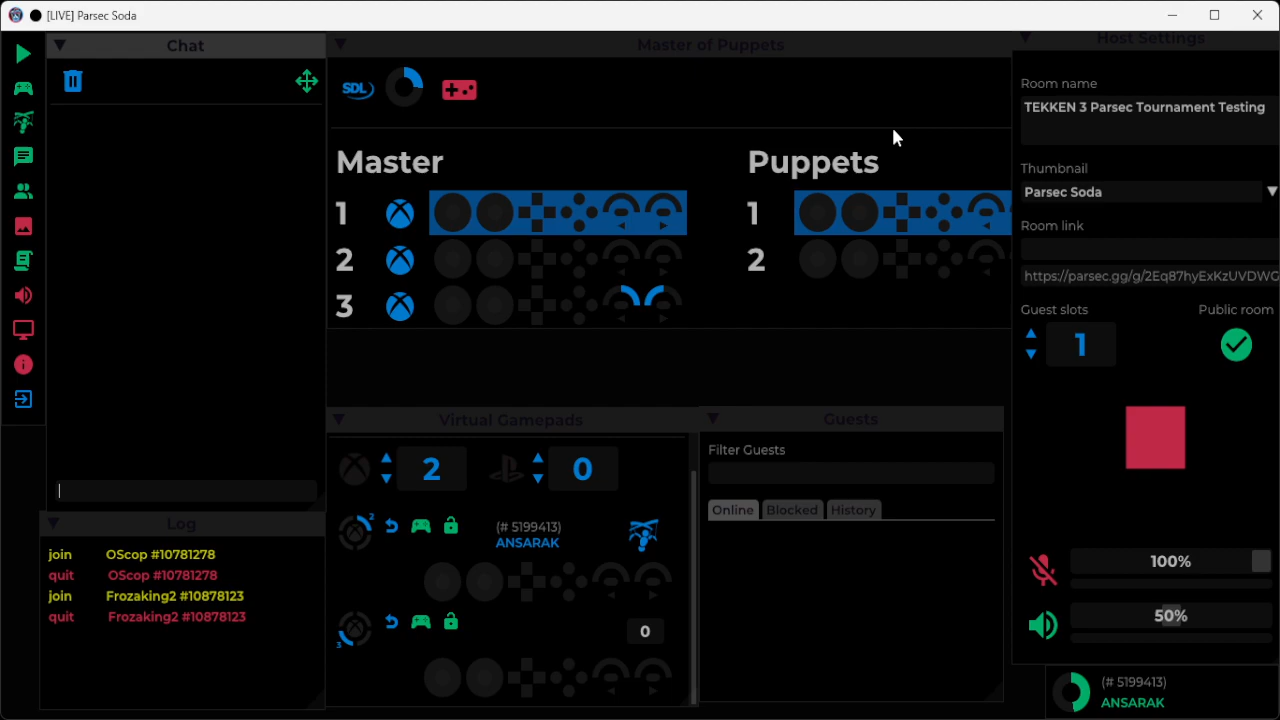 [LIVE] Parsec Soda
Chat
Master of Puppets
SDL
Master
Puppets
1
1
2
2
3
Host Settings
Room name
TEKKEN 3 Parsec Tournament Testing
Thumbnail
Parsec Soda
Room link
https://parsec.gg/g/2Eq87hyExKzUVDWG
Guest slots
Public room
1
Virtual Gamepads
2
0
2
(# 5199413)
ANSARAK
3
0
Guests
Filter Guests
Online
Blocked
History
Log
join OScop #10781278
quit OScop #10781278
join Frozaking2 #10878123
quit Frozaking2 #10878123
100%
50%
(# 5199413)
ANSARAK